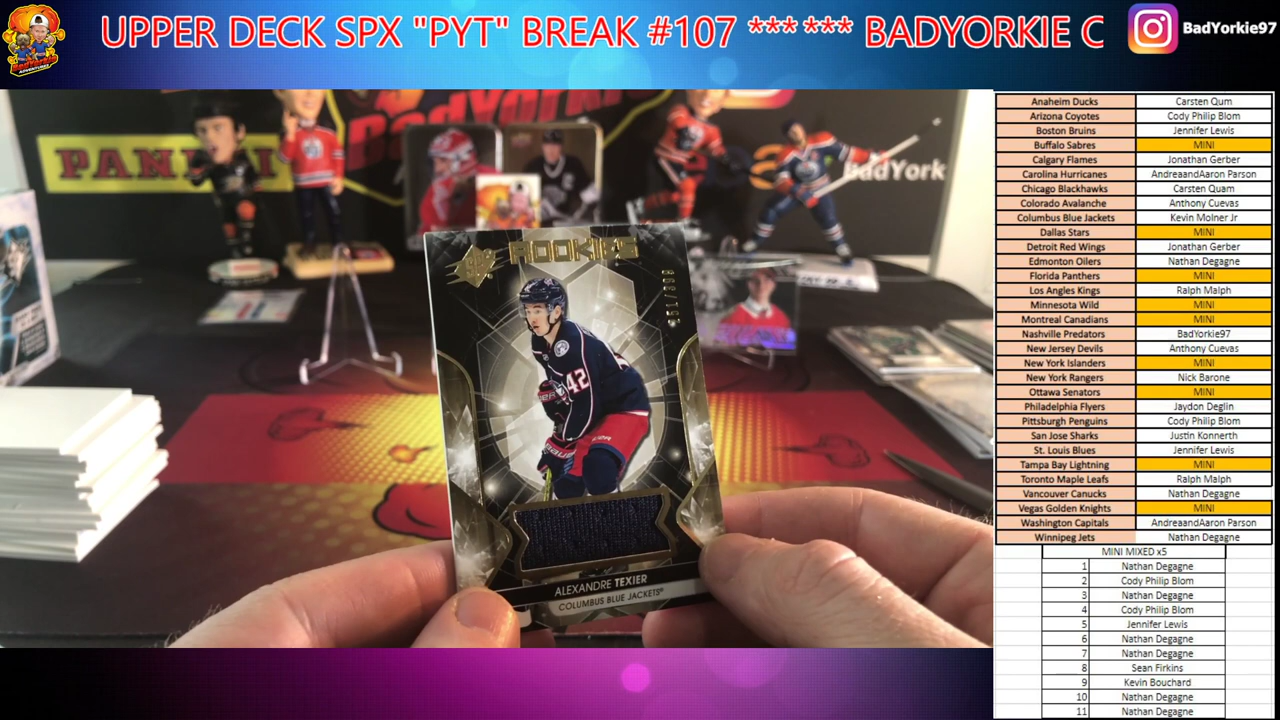 UPPER DECK SPX "PYT" BREAK #107 ****** BADYORKIE C
BadYorkie97
PANINI
BadYork
SPx
ROOKIES
ALEXANDRE TEXIER
COLUMBUS BLUE JACKETS®
42
Anaheim Ducks Carsten Qum
Arizona Coyotes Cody Philip Blom
Boston Bruins Jennifer Lewis
Buffalo Sabres MINI
Calgary Flames Jonathan Gerber
Carolina Hurricanes AndreaandAaron Parson
Chicago Blackhawks Carsten Quam
Colorado Avalanche Anthony Cuevas
Columbus Blue Jackets Kevin Molner Jr
Dallas Stars MINI
Detroit Red Wings Jonathan Gerber
Edmonton Oilers Nathan Degagne
Florida Panthers MINI
Los Angles Kings Ralph Malph
Minnesota Wild MINI
Montreal Canadians MINI
Nashville Predators BadYorkie97
New Jersey Devils Anthony Cuevas
New York Islanders MINI
New York Rangers Nick Barone
Ottawa Senators MINI
Philadelphia Flyers Jaydon Deglin
Pittsburgh Penguins Cody Philip Blom
San Jose Sharks Justin Konnerth
St. Louis Blues Jennifer Lewis
Tampa Bay Lightning MINI
Toronto Maple Leafs Ralph Malph
Vancouver Canucks Nathan Degagne
Vegas Golden Knights MINI
Washington Capitals AndreaandAaron Parson
Winnipeg Jets Nathan Degagne
MINI MIXED x5
1 Nathan Degagne
2 Cody Philip Blom
3 Nathan Degagne
4 Cody Philip Blom
5 Jennifer Lewis
6 Nathan Degagne
7 Nathan Degagne
8 Sean Firkins
9 Kevin Bouchard
10 Nathan Degagne
11 Nathan Degagne